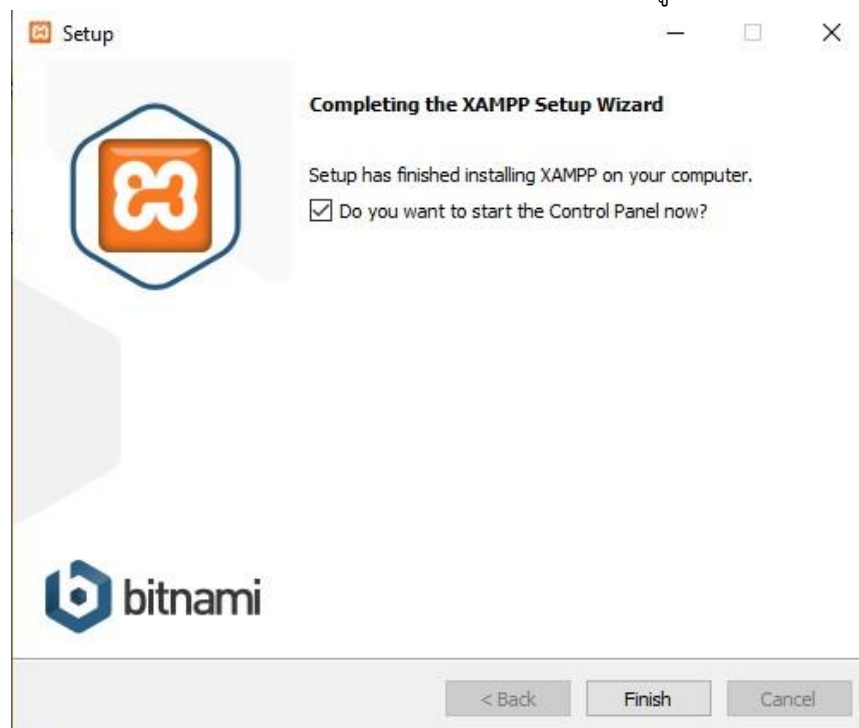 Setup
Completing the XAMPP Setup Wizard
Setup has finished installing XAMPP on your computer.
Do you want to start the Control Panel now?
bitnami
< Back Finish Cancel